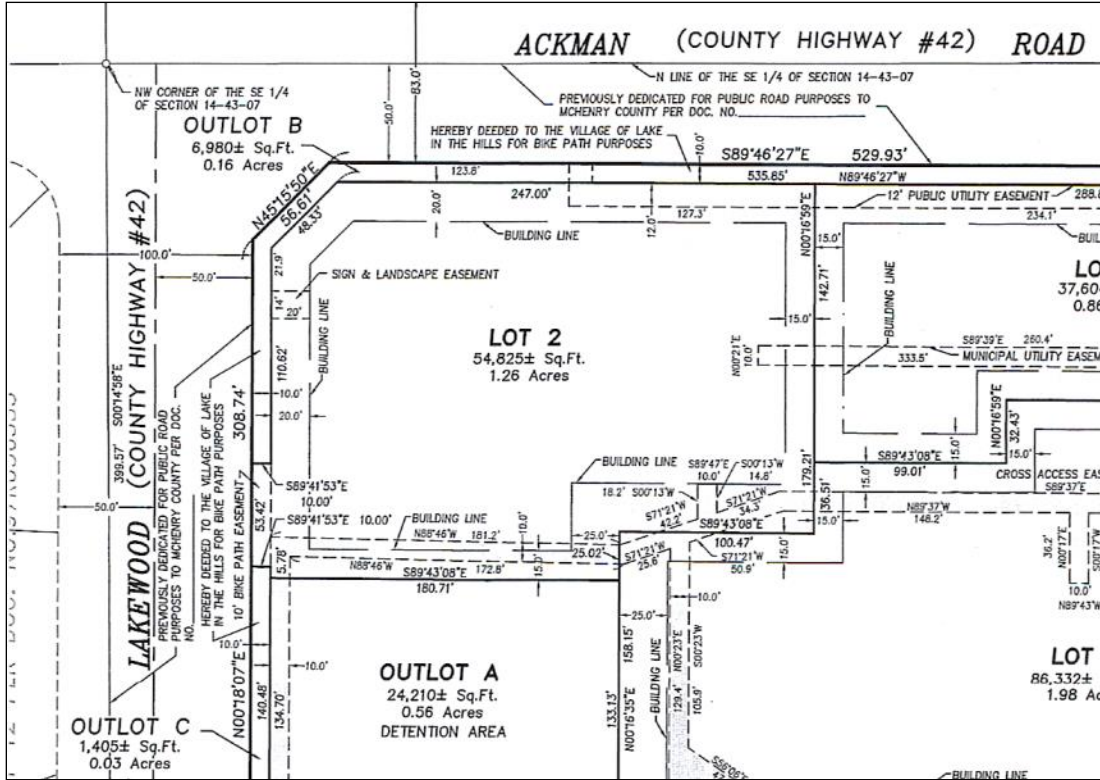 ACKMAN (COUNTY HIGHWAY #42) ROAD
N LINE OF THE SE 1/4 OF SECTION 14-43-07
NW CORNER OF THE SE 1/4
OF SECTION 14-43-07
PREVIOUSLY DEDICATED FOR PUBLIC ROAD PURPOSES TO
MCHENRY COUNTY PER DOC. NO.
50.0'
83.0'
OUTLOT B
6,980± Sq.Ft.
0.16 Acres
HEREBY DEEDED TO THE VILLAGE OF LAKE
IN THE HILLS FOR BIKE PATH PURPOSES
10.0'
S89°46'27"E 529.93'
123.8'
535.85' N89°46'27"W
N45°15'50"E
56.61'
48.33'
20.0'
247.00'
12.0'
127.3'
12' PUBLIC UTILITY EASEMENT
288.
234.1'
BUILDING LINE
N00°16'59"E
15.0'
BUIL
100.0'
50.0'
21.9'
SIGN & LANDSCAPE EASEMENT
14'
20'
BUILDING LINE
142.71'
15.0'
BUILDING LINE
LO
37,60
0.86
LOT 2
54,825± Sq.Ft.
1.26 Acres
N00°21'E
10.0'
S89°39'E 260.4'
333.5'
MUNICIPAL UTILITY EASEM
LAKEWOOD (COUNTY HIGHWAY #42)
399.57' S00°14'58"E
PREVIOUSLY DEDICATED FOR PUBLIC ROAD
PURPOSES TO MCHENRY COUNTY PER DOC.
NO.
HEREBY DEEDED TO THE VILLAGE OF LAKE
IN THE HILLS FOR BIKE PATH PURPOSES
308.74'
110.62'
10.0'
20.0'
N00°16'59"E
32.43'
15.0'
15.0'
S89°43'08"E
99.01'
CROSS ACCESS EAS
S89°37'E
BUILDING LINE
S89°47'E
10.0'
S00°13'W
14.8'
179.21'
15.0'
36.51'
S89°41'53"E
10.00'
18.2' S00°13'W
S71°21'W
42.2'
S71°21'W
34.3'
N89°37'W
148.2'
50.0'
53.42'
10' BIKE PATH EASEMENT
S89°41'53"E 10.00'
BUILDING LINE
N88°46'W 181.2'
10.0'
25.0'
25.02'
S89°43'08"E
100.47'
15.0'
15.0'
5.78'
N88°46'W 172.8'
15.0'
S71°21'W
25.6'
S71°21'W
50.9'
36.2'
N00°17'E
S00°17'W
10.0'
N89°43'W
S89°43'08"E
180.71'
25.0'
10.0'
10.0'
10.0'
N00°18'07"E
140.48'
134.70'
OUTLOT A
24,210± Sq.Ft.
0.56 Acres
DETENTION AREA
158.15'
133.13'
N00°16'35"E
BUILDING LINE
N00°23'E
129.4'
S00°23'W
105.9'
LOT
86,332±
1.98 Ac
OUTLOT C
1,405± Sq.Ft.
0.03 Acres
BUILDING LINE